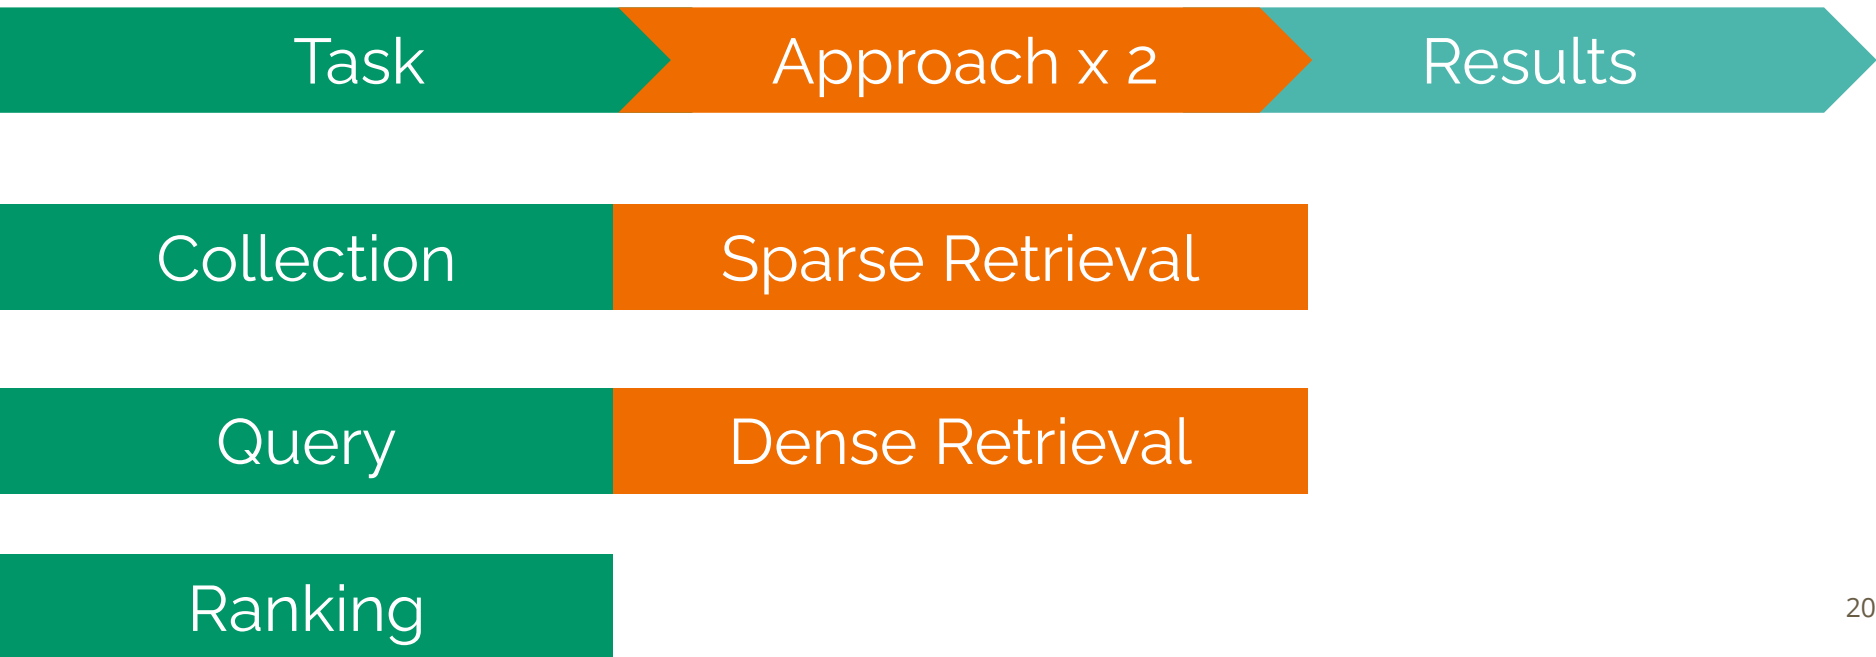 Task
Approach x 2
Results
Collection
Sparse Retrieval
Query
Dense Retrieval
Ranking
20